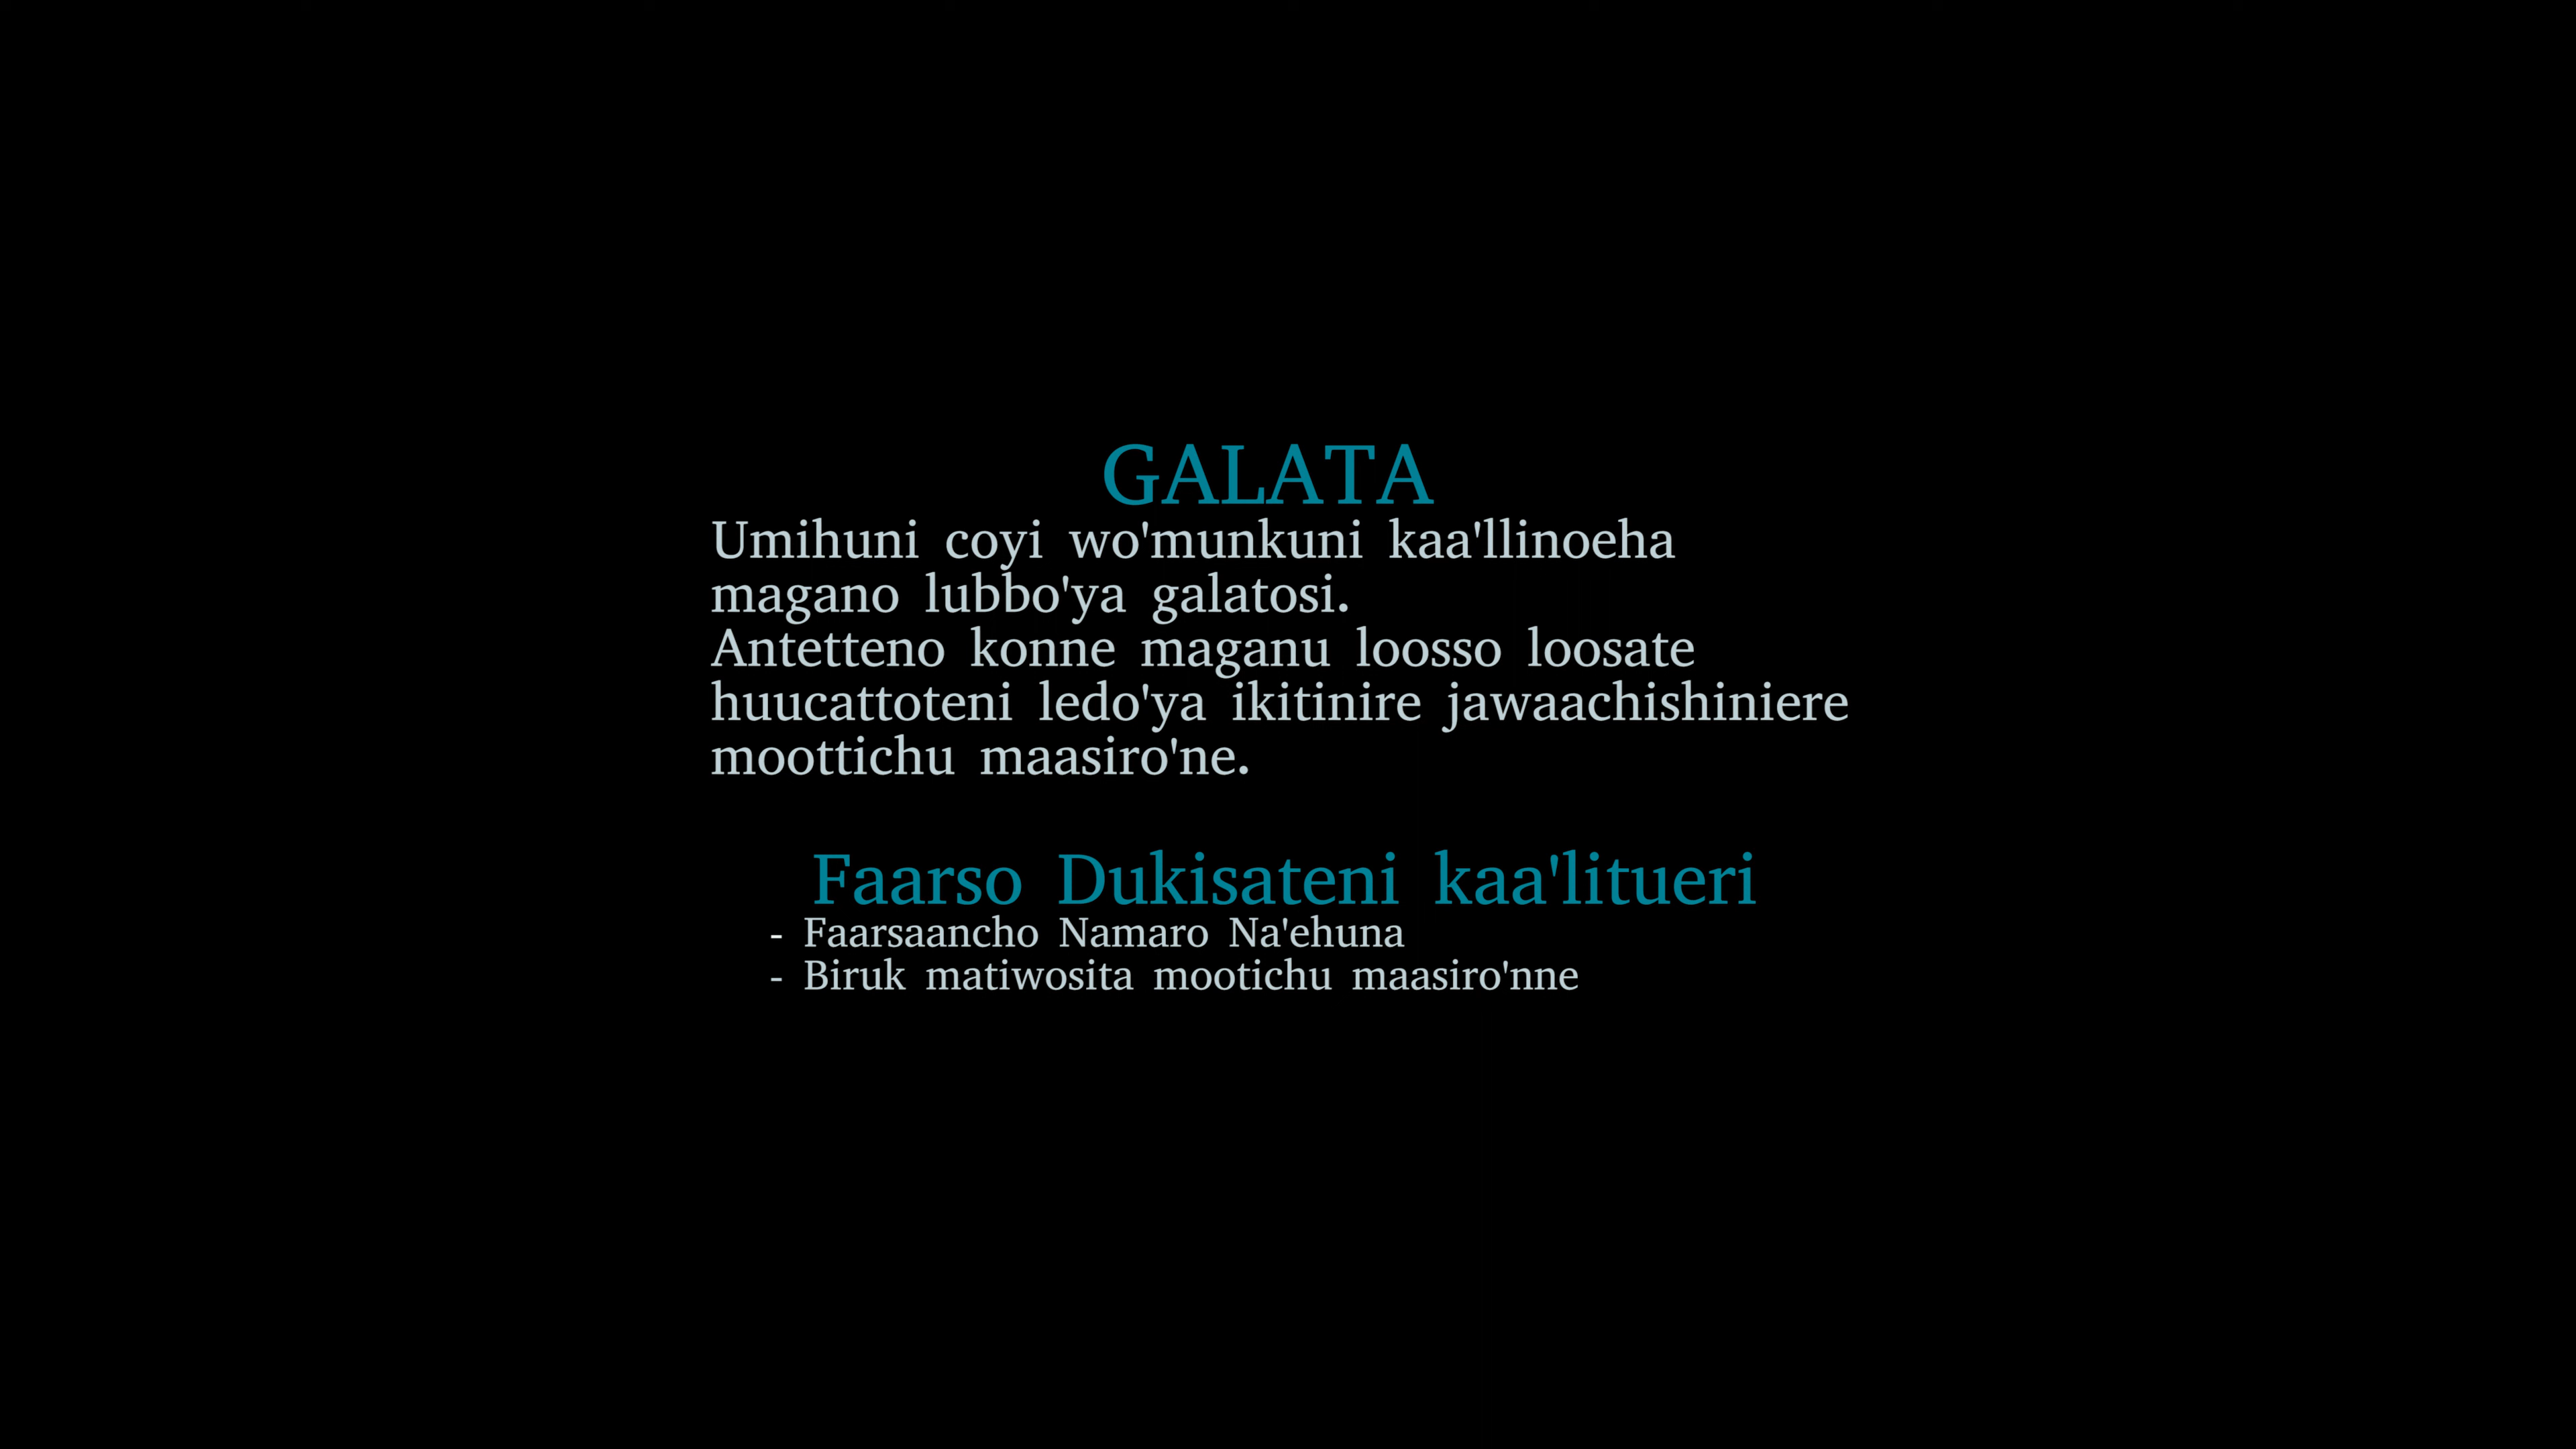 GALATA
Umihuni coyi wo'munkuni kaa'llinoeha
magano lubbo'ya galatosi.
Antetteno konne maganu loosso loosate
huucattoteni ledo'ya ikitinire jawaachishiniere
moottichu maasiro'ne.
Faarso Dukisateni kaa'litueri
- Faarsaancho Namaro Na'ehuna
- Biruk matiwosita mootichu maasiro'nne